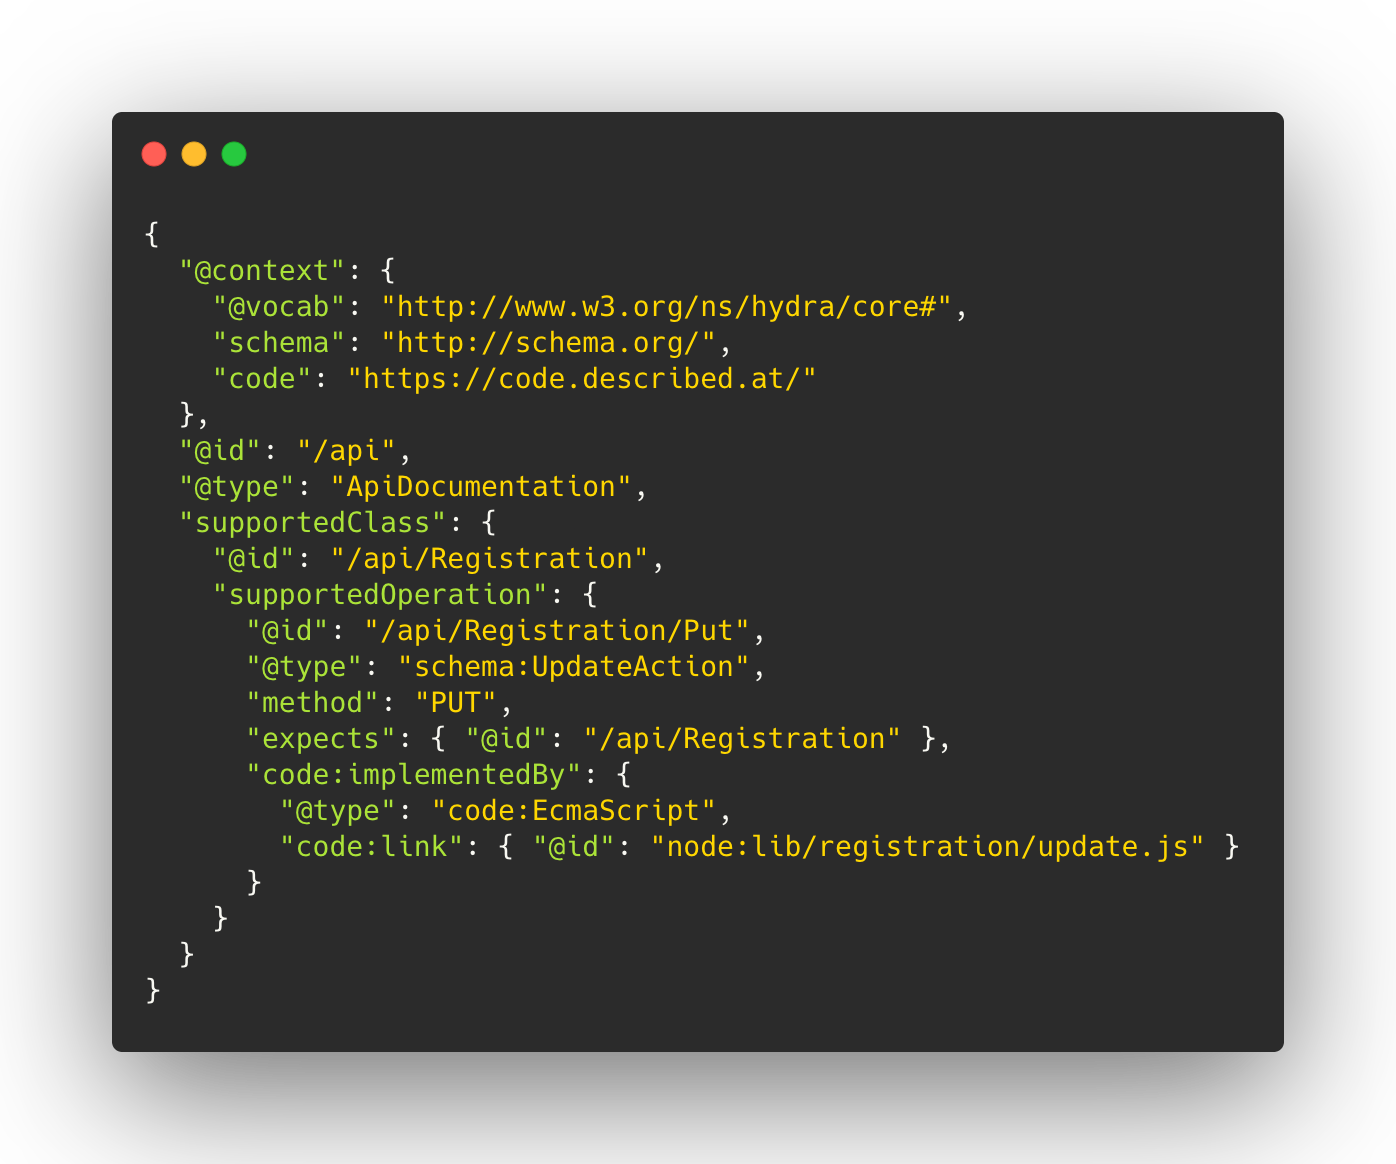 {
  "@context": {
    "@vocab": "http://www.w3.org/ns/hydra/core#",
    "schema": "http://schema.org/",
    "code": "https://code.described.at/"
  },
  "@id": "/api",
  "@type": "ApiDocumentation",
  "supportedClass": {
    "@id": "/api/Registration",
    "supportedOperation": {
      "@id": "/api/Registration/Put",
      "@type": "schema:UpdateAction",
      "method": "PUT",
      "expects": { "@id": "/api/Registration" },
      "code:implementedBy": {
        "@type": "code:EcmaScript",
        "code:link": { "@id": "node:lib/registration/update.js" }
      }
    }
  }
}